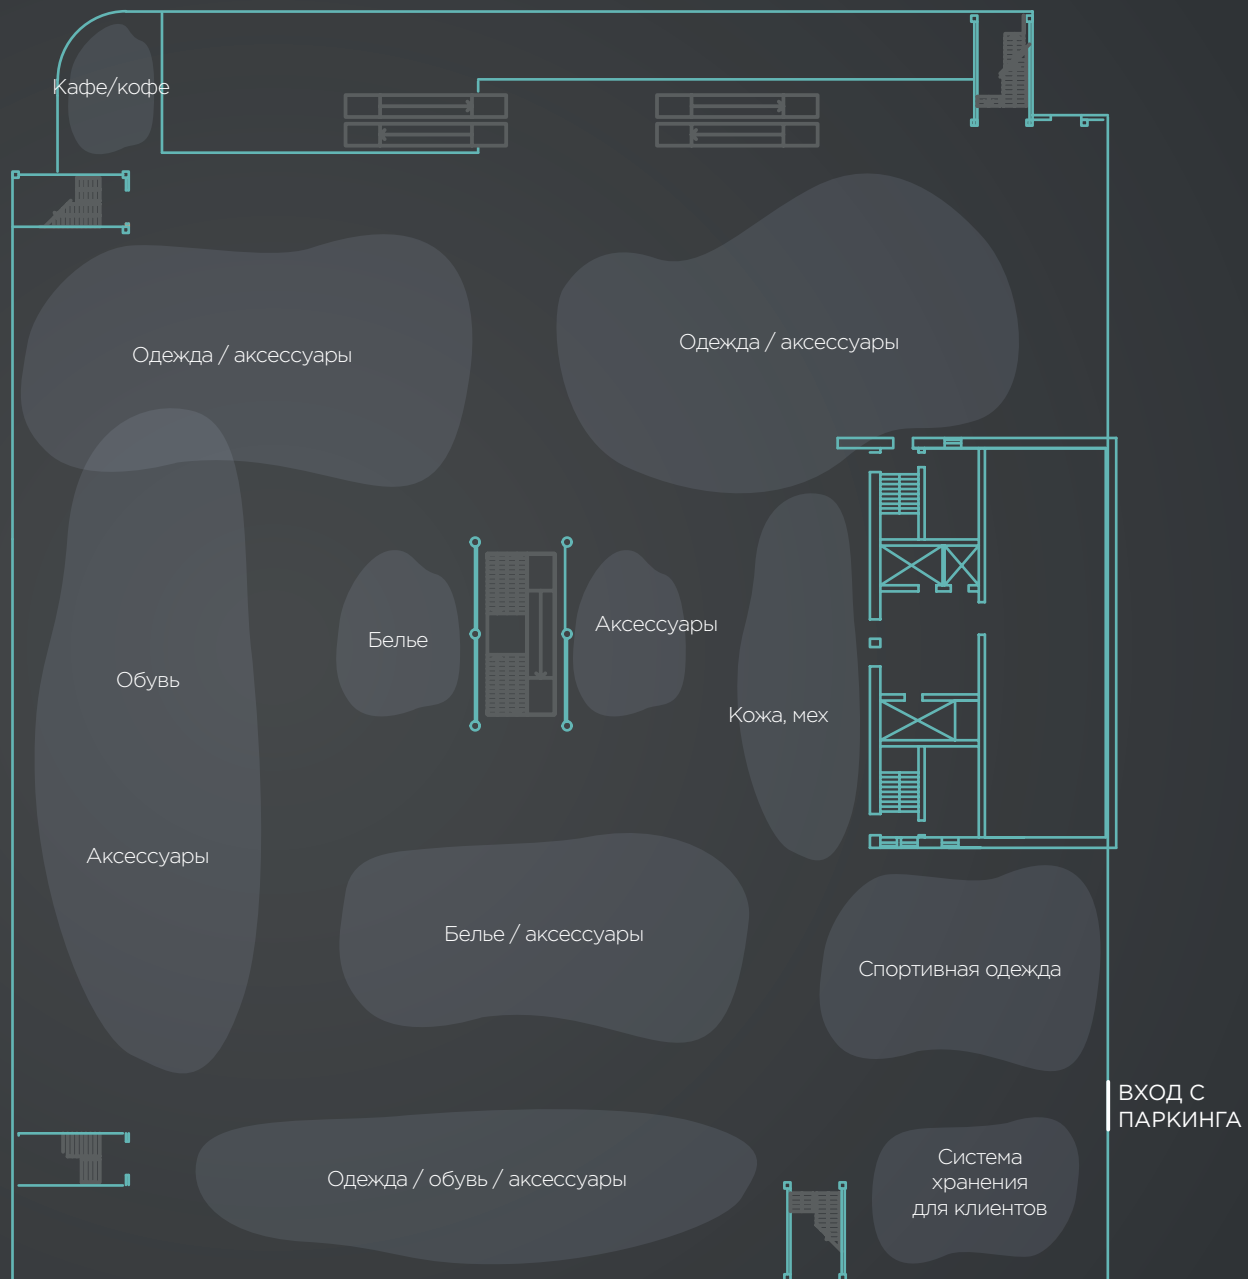 Кафе/кофе
Одежда / аксессуары
Одежда / аксессуары
Белье
Аксессуары
Обувь
Кожа, мех
Аксессуары
Белье / аксессуары
Спортивная одежда
ВХОД С
ПАРКИНГА
Одежда / обувь / аксессуары
Система
хранения
для клиентов